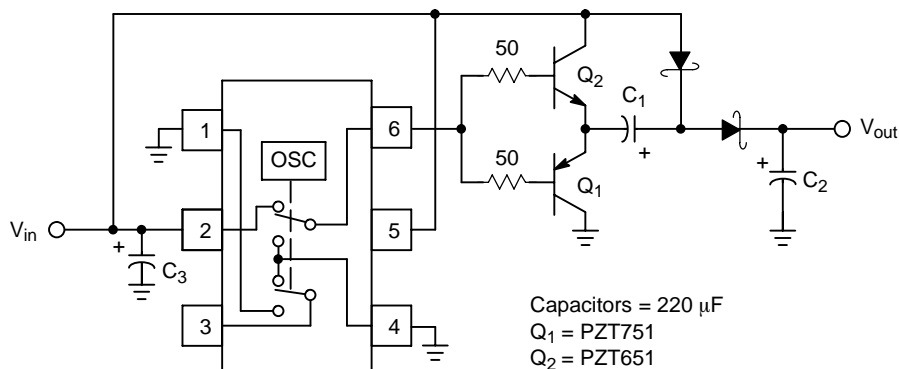 50
Q2
C1
+
Vout
1
6
OSC
50
Q1
+
C2
Vin
2
5
+
C3
3
4
Capacitors = 220 μF
Q1 = PZT751
Q2 = PZT651